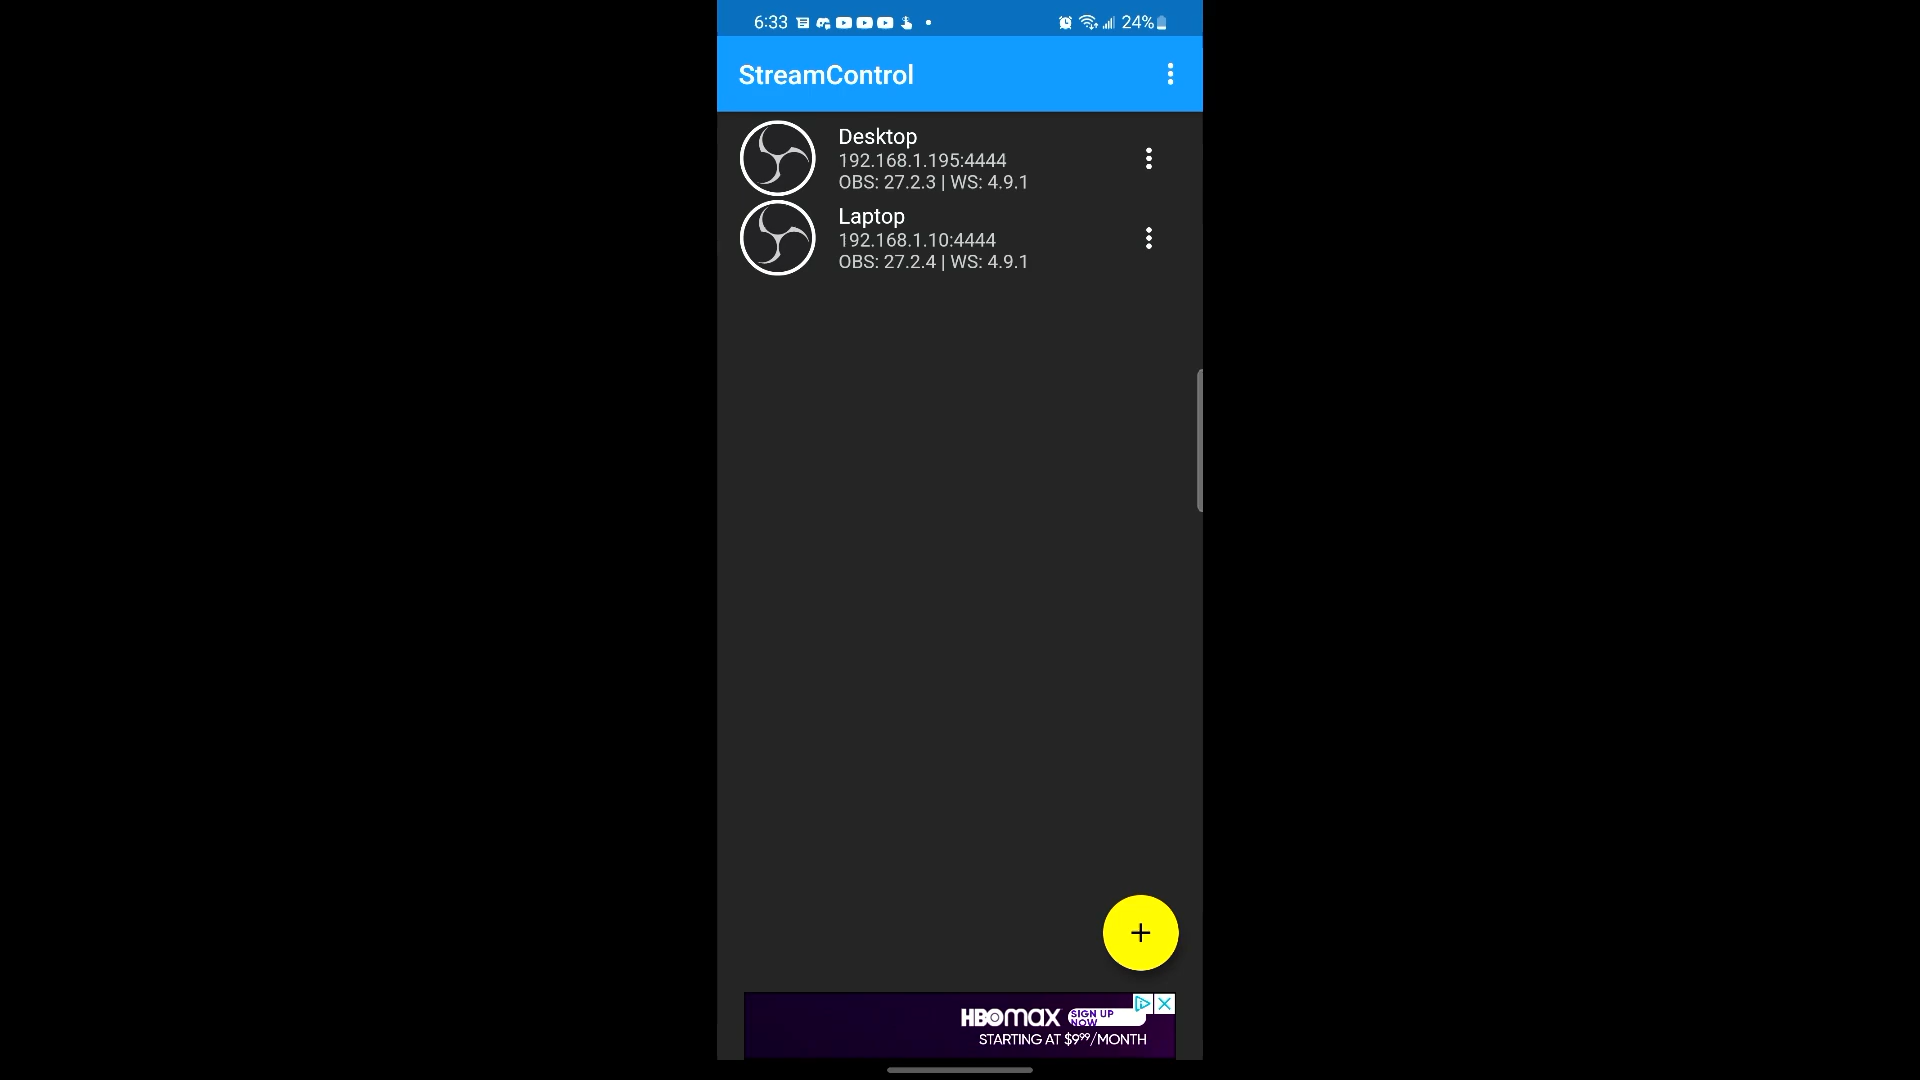 6:33
24%
StreamControl
Desktop
192.168.1.195:4444
OBS: 27.2.3 | WS: 4.9.1
Laptop
192.168.1.10:4444
OBS: 27.2.4 | WS: 4.9.1
+
HBOmax SIGN UP NOW
STARTING AT $9⁹⁹/MONTH